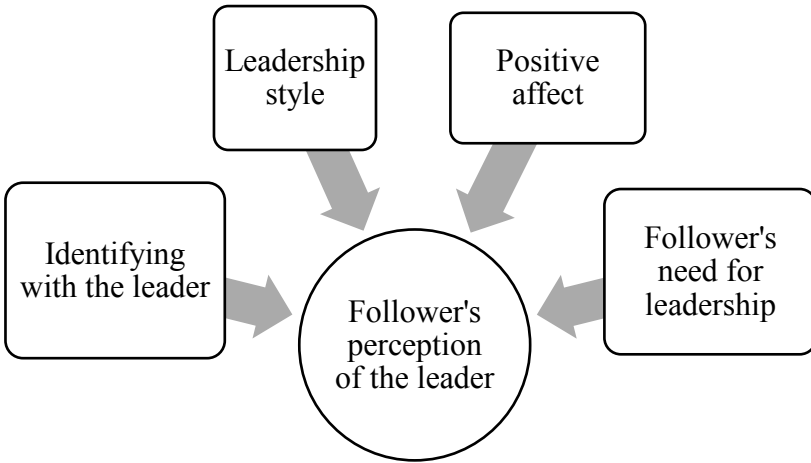 Leadership
style
Positive
affect
Identifying
with the leader
Follower's
need for
leadership
Follower's
perception
of the leader